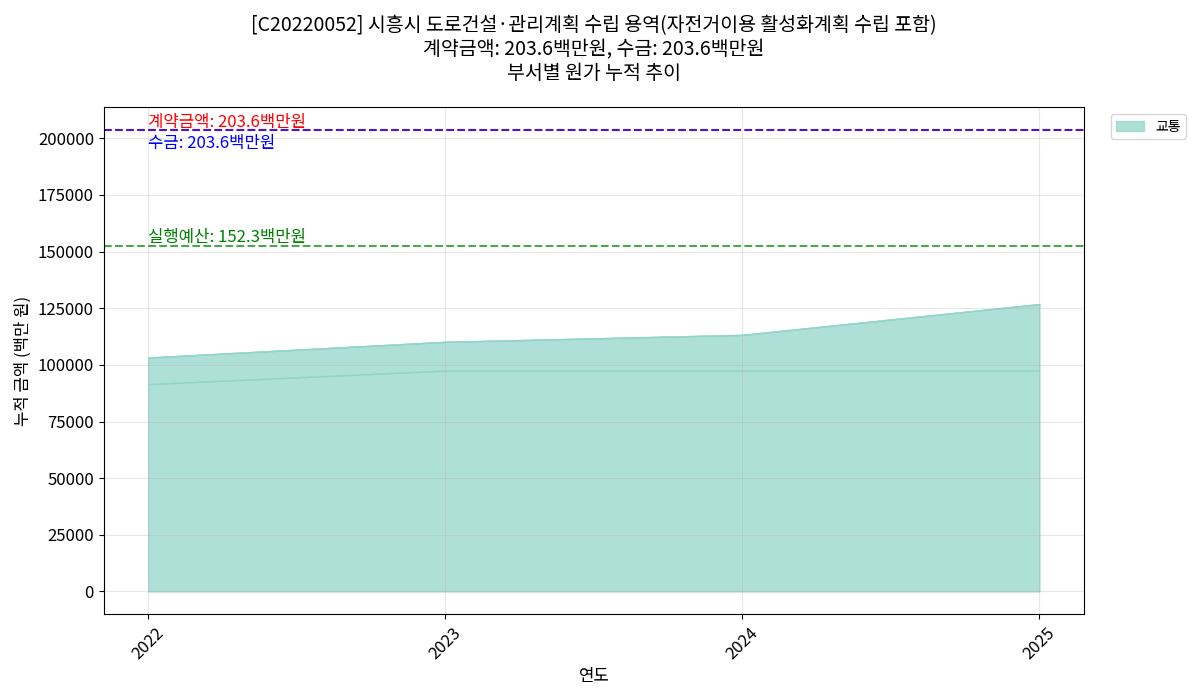 [C20220052] 시흥시 도로건설·관리계획 수립 용역(자전거이용 활성화계획 수립 포함)
계약금액: 203.6백만원, 수금: 203.6백만원
부서별 원가 누적 추이
계약금액: 203.6백만원
수금: 203.6백만원
실행예산: 152.3백만원
교통
누적 금액 (백만 원)
200000
175000
150000
125000
100000
75000
50000
25000
0
2022
2023
2024
2025
연도